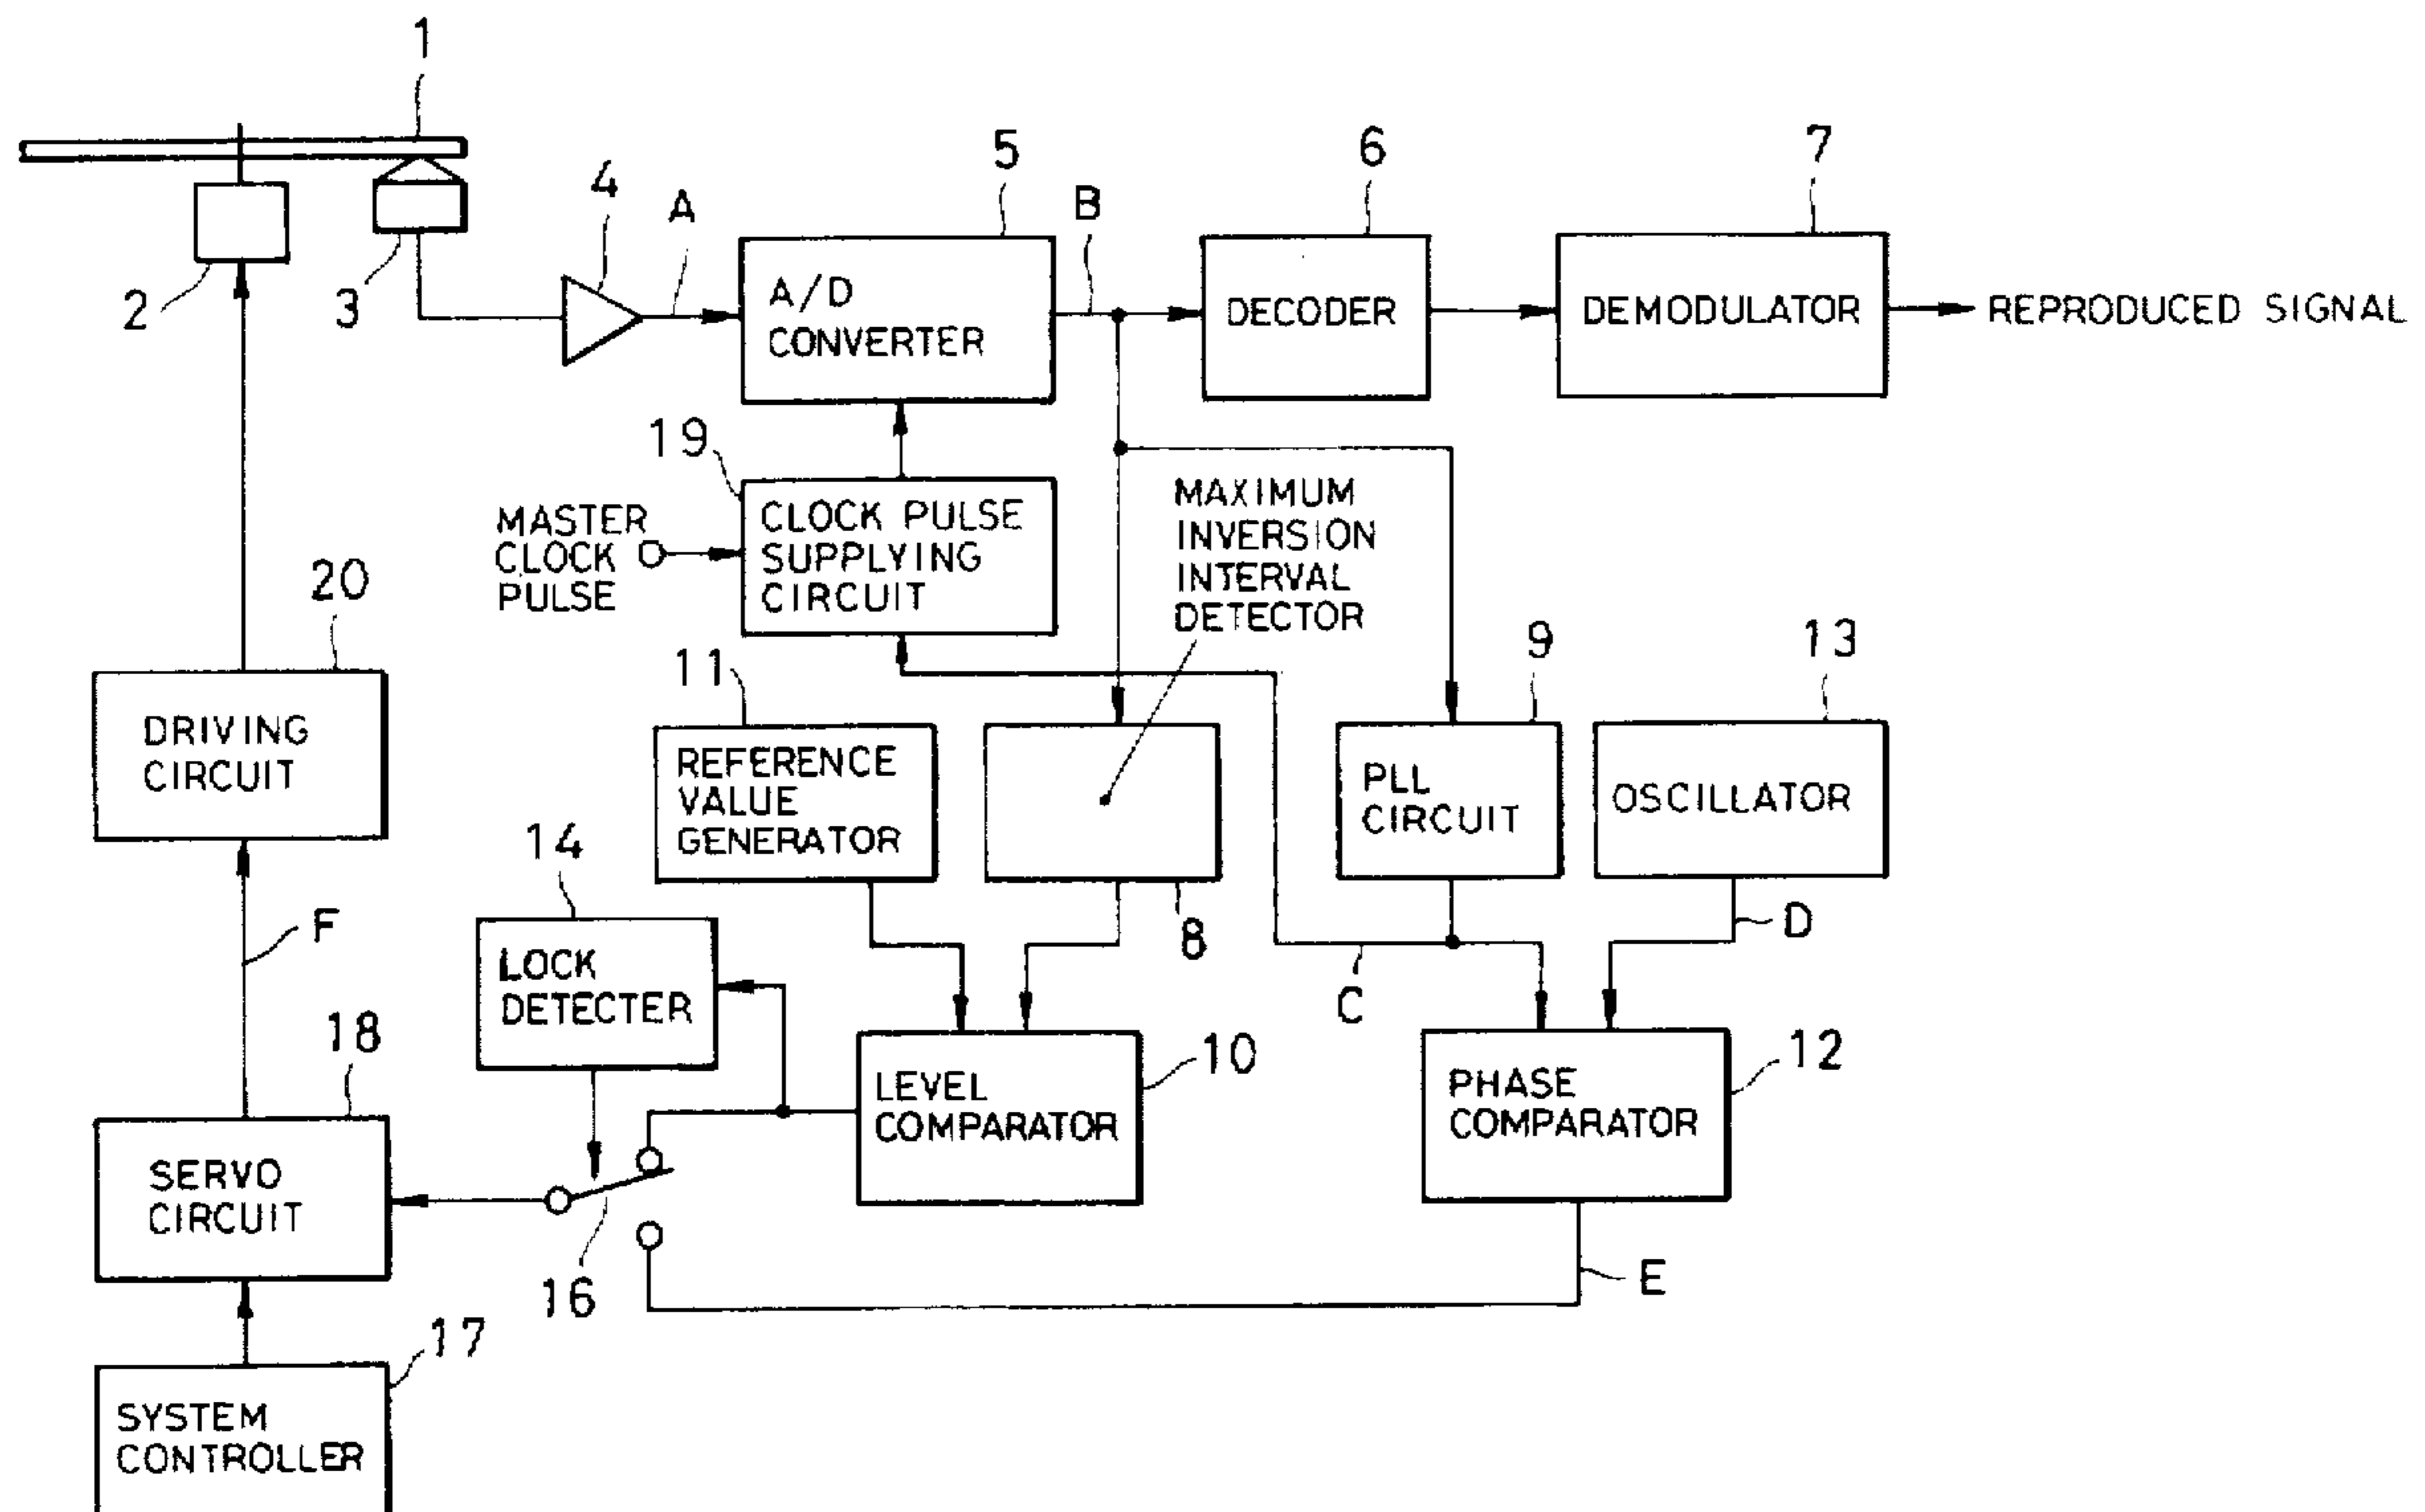 1
5
6
7
4
A
B
2
3
A/D
CONVERTER
DECODER
DEMODULATOR
REPRODUCED SIGNAL
19
MASTER
CLOCK
PULSE
CLOCK PULSE
SUPPLYING
CIRCUIT
MAXIMUM
INVERSION
INTERVAL
DETECTOR
20
11
9
13
DRIVING
CIRCUIT
REFERENCE
VALUE
GENERATOR
PLL
CIRCUIT
OSCILLATOR
14
8
F
D
LOCK
DETECTER
C
18
10
12
LEVEL
COMPARATOR
PHASE
COMPARATOR
SERVO
CIRCUIT
16
E
17
SYSTEM
CONTROLLER